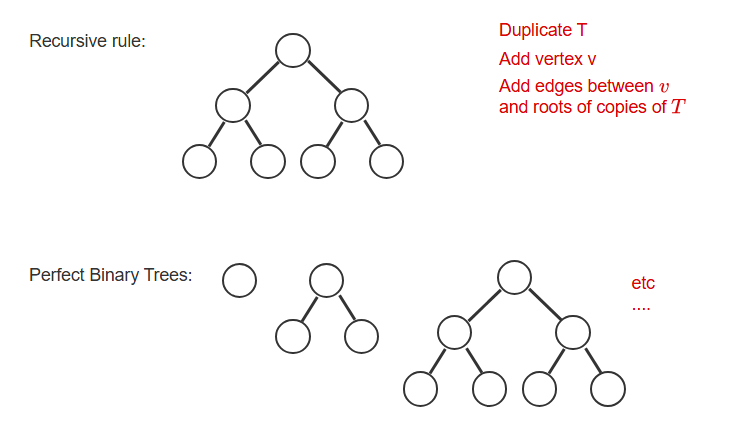 Recursive rule:
Duplicate T
Add vertex v
Add edges between v
and roots of copies of T
Perfect Binary Trees:
etc
....